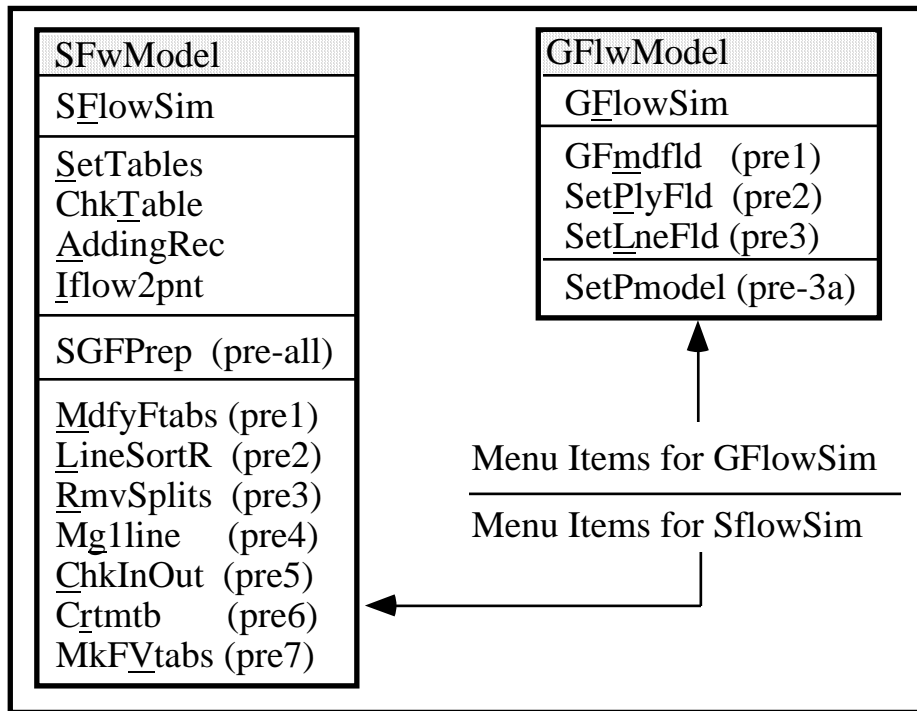 SFwModel
SFlowSim
SetTables
ChkTable
AddingRec
Iflow2pnt
SGFPrep (pre-all)
MdfyFtabs (pre1)
LineSortR (pre2)
RmvSplits (pre3)
Mg1line (pre4)
ChkInOut (pre5)
Crtmtb (pre6)
MkFVtabs (pre7)
GFlwModel
GFlowSim
GFmdfld (pre1)
SetPlyFld (pre2)
SetLneFld (pre3)
SetPmodel (pre-3a)
Menu Items for GFlowSim
Menu Items for SflowSim